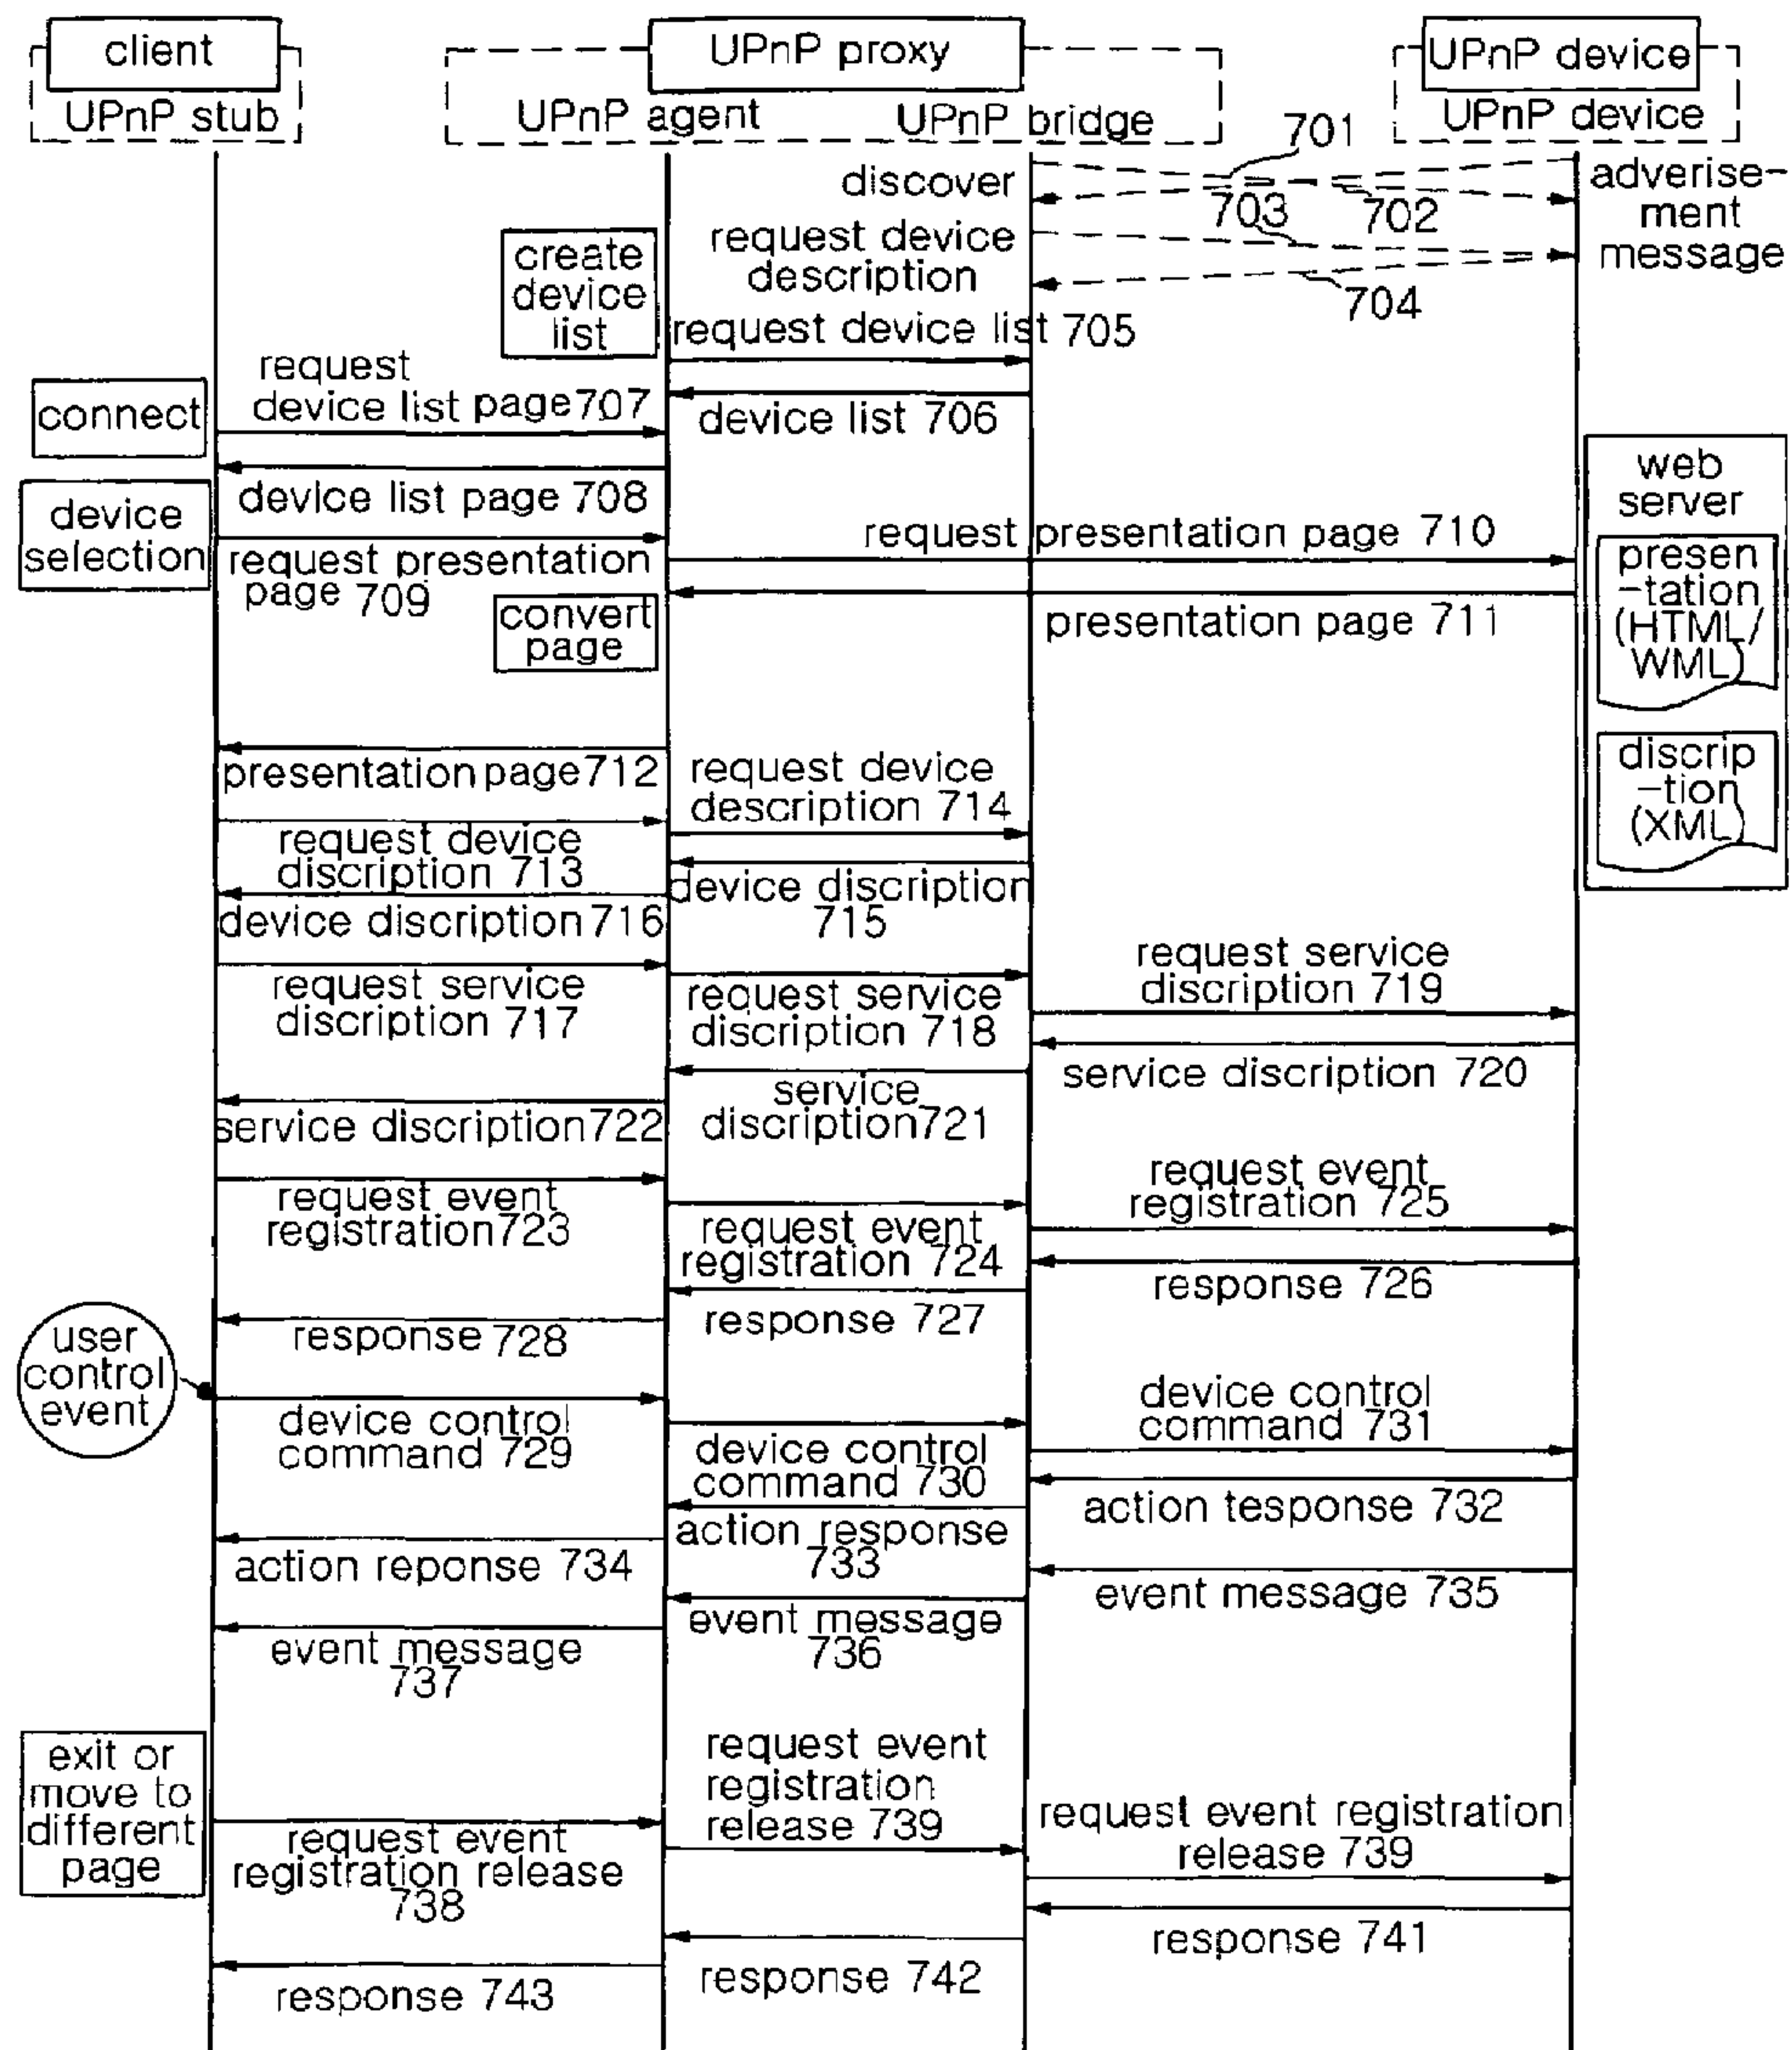 client
UPnP proxy
UPnP device
UPnP stub
UPnP agent
UPnP bridge
UPnP device
701
discover
703
702
adverise-
ment
message
request device
description
704
create
device
list
request device list 705
request
device list page707
connect
device list 706
device list page 708
web
server
device
selection
request presentation page 710
request presentation
page 709
presen
-tation
(HTML/
WML)
convert
page
presentation page 711
presentation page712
request device
description 714
discrip
-tion
(XML)
request device
discription 713
device discription
715
device discription716
request service
discription 719
request service
discription 717
request service
discription 718
service discription 720
service
discription721
service discription722
request event
registration 725
request event
registration723
request event
registration 724
response 726
response 727
response 728
user
control
event
device control
command 731
device control
command 729
device control
command 730
action tesponse 732
action response
733
action reponse 734
event message 735
event message
736
event message
737
exit or
move to
different
page
request event
registration
release 739
request event registration
release 739
request event
registration release
738
response 741
response 742
response 743